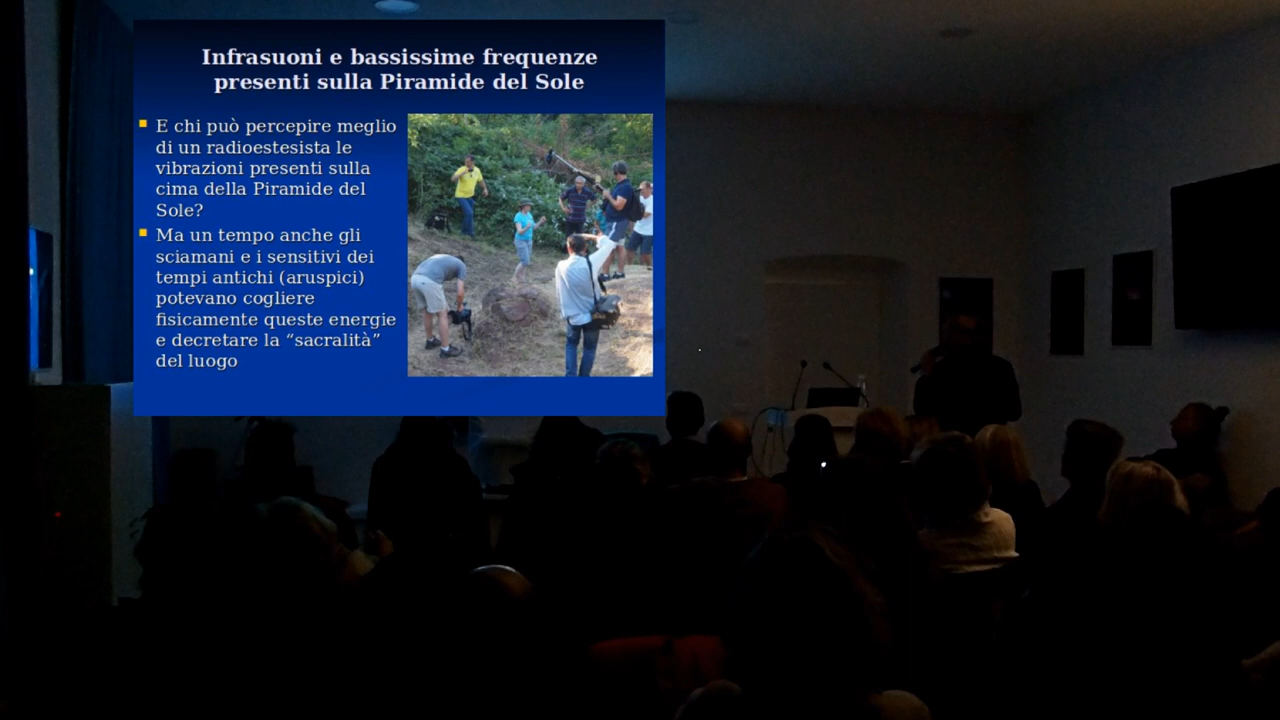 Infrasuoni e bassissime frequenze
presenti sulla Piramide del Sole
E chi può percepire meglio
di un radioestesista le
vibrazioni presenti sulla
cima della Piramide del
Sole?
Ma un tempo anche gli
sciamani e i sensitivi dei
tempi antichi (aruspici)
potevano cogliere
fisicamente queste energie
e decretare la “sacralità”
del luogo